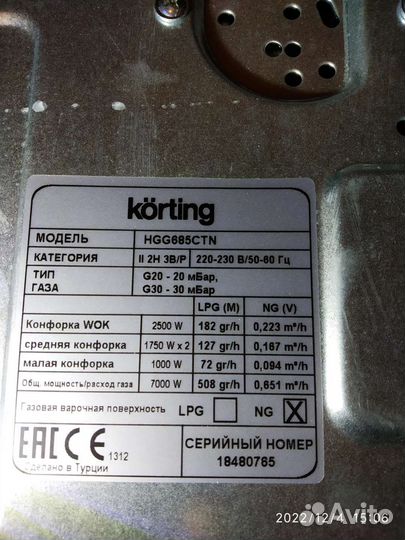 körting
МОДЕЛЬ HGG685CTN
КАТЕГОРИЯ II 2H 3B/P 220-230 В/50-60 Гц
ТИП ГАЗА G20 - 20 мБар,
G30 - 30 мБар
LPG (M) NG (V)
Конфорка WOK 2500 W 182 gr/h 0,223 m³/h
средняя конфорка 1750 W x 2 127 gr/h 0,167 m³/h
малая конфорка 1000 W 72 gr/h 0,094 m³/h
Общ. мощность/расход газа 7000 W 508 gr/h 0,651 m³/h
Газовая варочная поверхность LPG NG X
EAC CE 1312
Сделано в Турции
СЕРИЙНЫЙ НОМЕР
18480765
2022/12/4 15:06
Avito